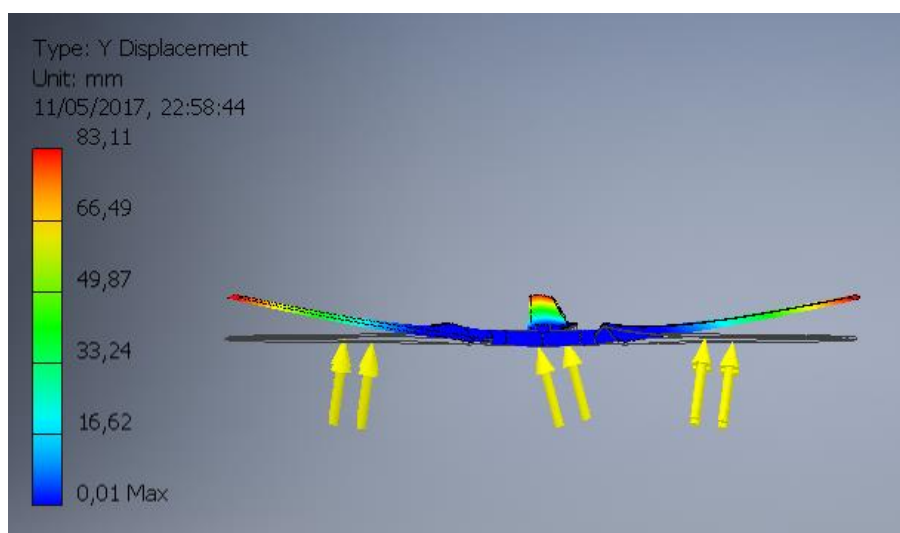 Type: Y Displacement
Unit: mm
11/05/2017, 22:58:44
83,11
66,49
49,87
33,24
16,62
0,01 Max